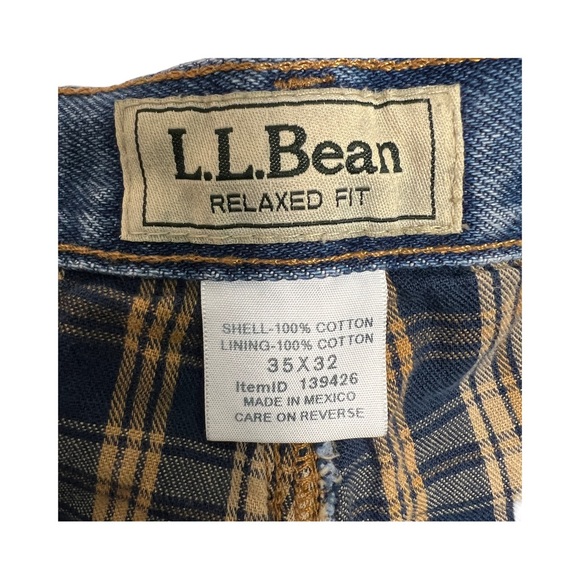 L.L.Bean
RELAXED FIT
SHELL-100% COTTON
LINING-100% COTTON
35X32
ItemID 139426
MADE IN MEXICO
CARE ON REVERSE